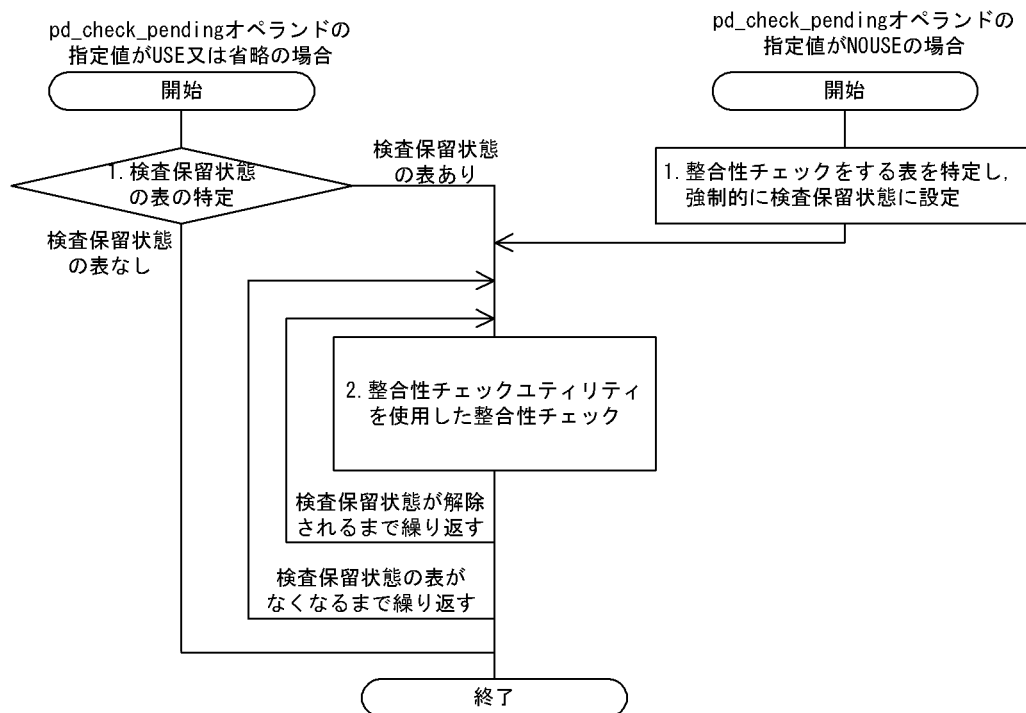 pd_check_pendingオペランドの
指定値がUSE又は省略の場合
開始
1.検査保留状態
の表の特定
検査保留状態
の表あり
検査保留状態
の表なし
pd_check_pendingオペランドの
指定値がNOUSEの場合
開始
1.整合性チェックをする表を特定し,
強制的に検査保留状態に設定
2.整合性チェックユティリティ
を使用した整合性チェック
検査保留状態が解除
されるまで繰り返す
検査保留状態の表が
なくなるまで繰り返す
終了